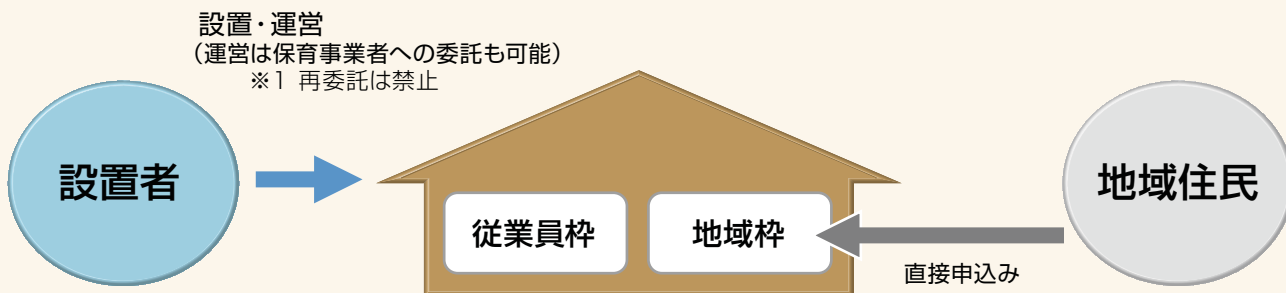 設置・運営
（運営は保育事業者への委託も可能）
※1 再委託は禁止
設置者
従業員枠
地域枠
地域住民
直接申込み